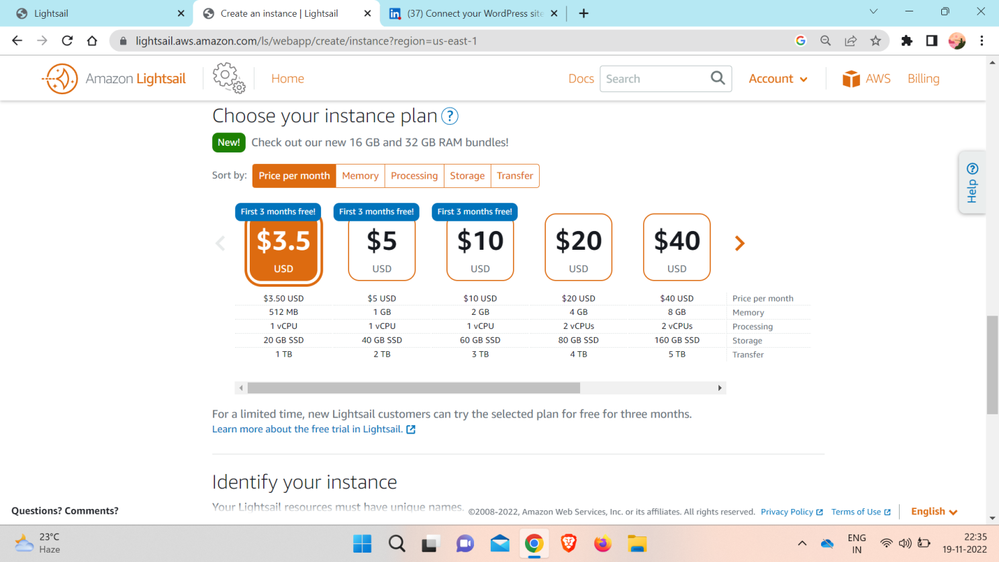 Lightsail
Create an instance | Lightsail
(37) Connect your WordPress site
lightsail.aws.amazon.com/ls/webapp/create/instance?region=us-east-1
Amazon Lightsail
Home
Docs
Search
Account
AWS
Billing
Choose your instance plan ?
New! Check out our new 16 GB and 32 GB RAM bundles!
Sort by: Price per month Memory Processing Storage Transfer
First 3 months free! First 3 months free! First 3 months free!
$3.5 $5 $10 $20 $40
USD USD USD USD USD
$3.50 USD $5 USD $10 USD $20 USD $40 USD Price per month
512 MB 1 GB 2 GB 4 GB 8 GB Memory
1 vCPU 1 vCPU 1 vCPU 2 vCPUs 2 vCPUs Processing
20 GB SSD 40 GB SSD 60 GB SSD 80 GB SSD 160 GB SSD Storage
1 TB 2 TB 3 TB 4 TB 5 TB Transfer
Help ?
For a limited time, new Lightsail customers can try the selected plan for free for three months.
Learn more about the free trial in Lightsail.
Identify your instance
Your Lightsail resources must have unique names.
Questions? Comments?
©2008-2022, Amazon Web Services, Inc. or its affiliates. All rights reserved. Privacy Policy Terms of Use English
23°C
Haze
ENG
IN
22:35
19-11-2022